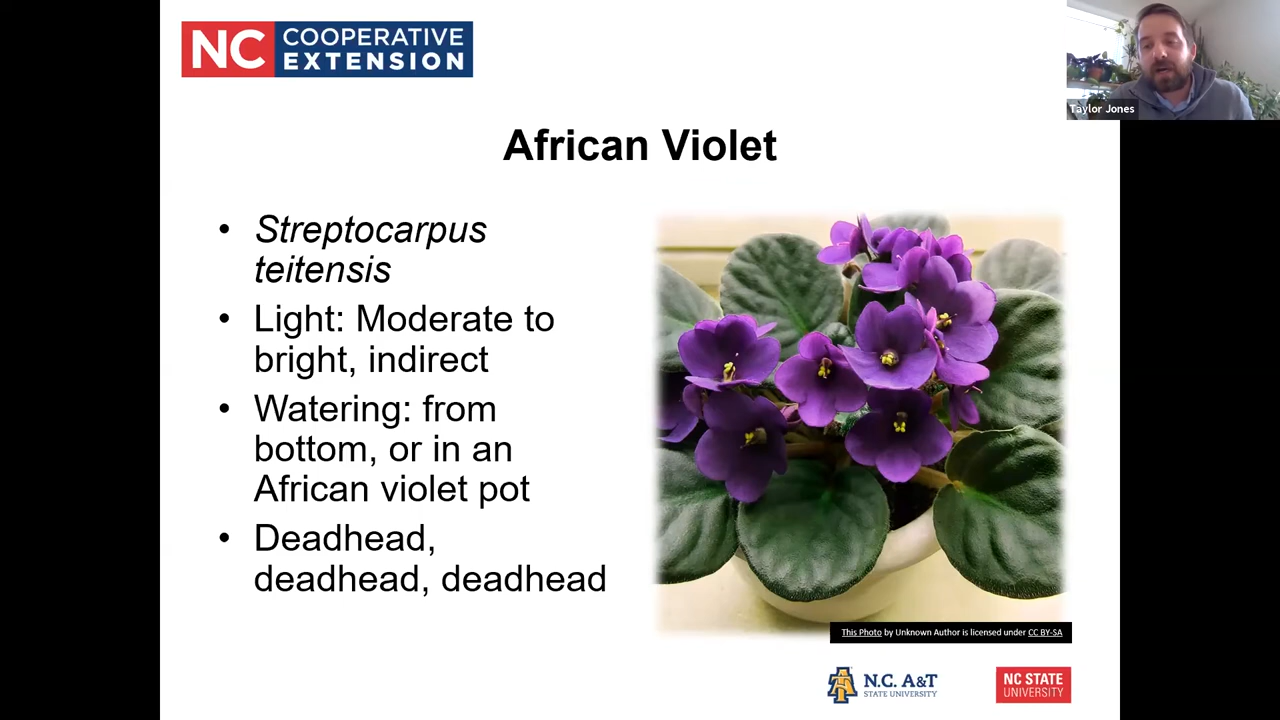 NC COOPERATIVE
EXTENSION
Taylor Jones
African Violet
• Streptocarpus
teitensis
• Light: Moderate to
bright, indirect
• Watering: from
bottom, or in an
African violet pot
• Deadhead,
deadhead, deadhead
This Photo by Unknown Author is licensed under CC BY-SA
N.C. A&T
STATE UNIVERSITY
NC STATE
UNIVERSITY